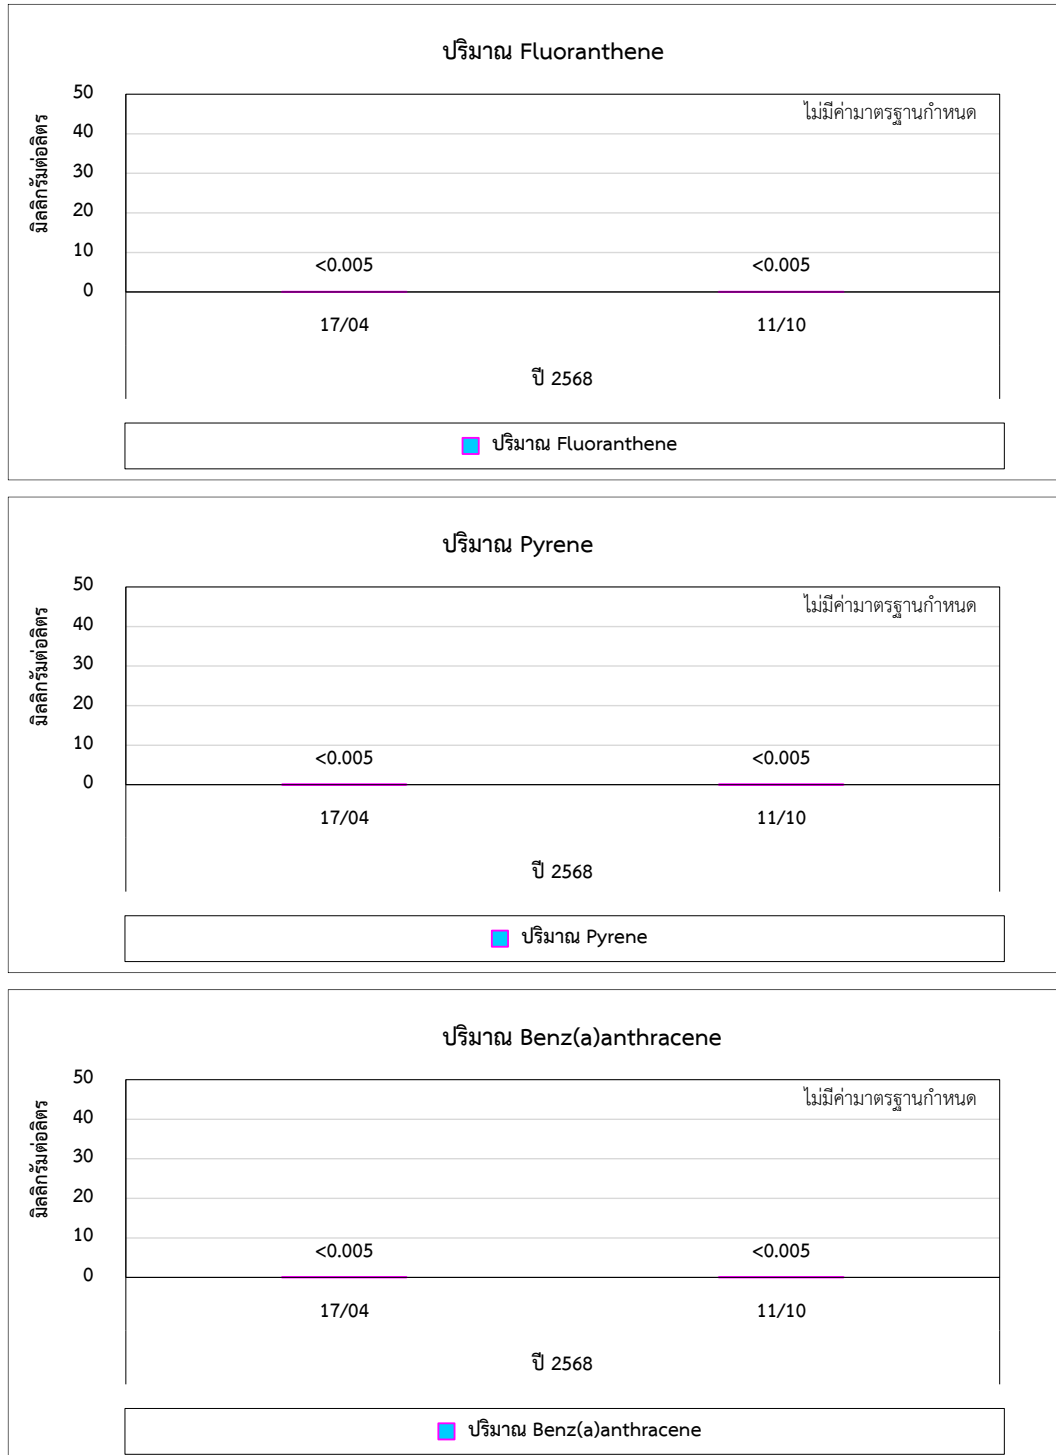 ปริมาณ Fluoranthene
มิลลิกรัมต่อลิตร
50
40
30
20
10
0
ไม่มีค่ามาตรฐานกำหนด
<0.005 <0.005
17/04 11/10
ปี 2568
ปริมาณ Fluoranthene
ปริมาณ Pyrene
มิลลิกรัมต่อลิตร
50
40
30
20
10
0
ไม่มีค่ามาตรฐานกำหนด
<0.005 <0.005
17/04 11/10
ปี 2568
ปริมาณ Pyrene
ปริมาณ Benz(a)anthracene
มิลลิกรัมต่อลิตร
50
40
30
20
10
0
ไม่มีค่ามาตรฐานกำหนด
<0.005 <0.005
17/04 11/10
ปี 2568
ปริมาณ Benz(a)anthracene